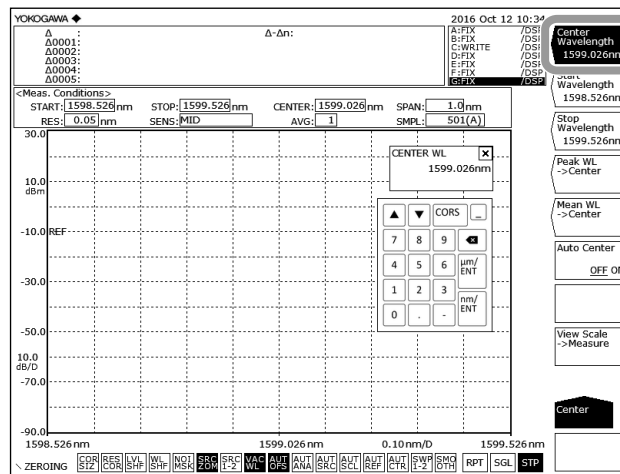 YOKOGAWA ◆
Δ-Δn:
2016 Oct 12 10:34
Δ :
Δ0001:
Δ0002:
Δ0003:
Δ0004:
Δ0005:
A:FIX /DSP
B:FIX /DSP
C:WRITE /DSP
D:FIX /DSP
E:FIX /DSP
F:FIX /DSP
G:FIX /DSP
<Meas. Conditions>
START: 1598.526 nm STOP: 1599.526 nm CENTER: 1599.026 nm SPAN: 1.0 nm
RES: 0.05 nm SENS: MID AVG: 1 SMPL: 501(A)
30.0
10.0
dBm
-10.0 REF
-30.0
-50.0
10.0
dB/D
-70.0
-90.0
1598.526 nm 1599.026 nm 0.10 nm/D 1599.526
CENTER WL
1599.026nm
▲ ▼ CORS _
7 8 9
4 5 6 μm/ENT
1 2 3 nm/ENT
0 . -
ZEROING
COR SIZ
RES COR
LVL SHF
WL SHF
NOI MSK
SRC ZOM
SRC 1-2
VAC WL
AUT OFS
AUT ANA
AUT SRC
AUT SCL
AUT REF
AUT CTR
SWP 1-2
SMO OTH
RPT SGL STP
Center
Wavelength
1599.026nm
Start
Wavelength
1598.526nm
Stop
Wavelength
1599.526nm
Peak WL
->Center
Mean WL
->Center
Auto Center
OFF ON
View Scale
->Measure
Center